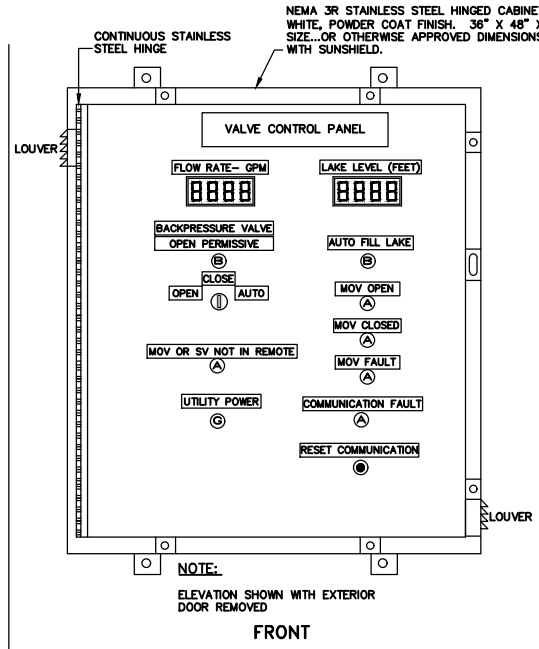 NEMA 3R STAINLESS STEEL HINGED CABINET
WHITE, POWDER COAT FINISH. 36" X 48" X
SIZE...OR OTHERWISE APPROVED DIMENSIONS
WITH SUNSHIELD.
CONTINUOUS STAINLESS
STEEL HINGE
LOUVER
VALVE CONTROL PANEL
FLOW RATE- GPM
LAKE LEVEL (FEET)
8888
8888
BACKPRESSURE VALVE
OPEN PERMISSIVE
B
AUTO FILL LAKE
B
CLOSE
OPEN
AUTO
MOV OPEN
A
MOV CLOSED
A
MOV OR SV NOT IN REMOTE
A
MOV FAULT
A
UTILITY POWER
G
COMMUNICATION FAULT
A
RESET COMMUNICATION
LOUVER
NOTE:
ELEVATION SHOWN WITH EXTERIOR
DOOR REMOVED
FRONT